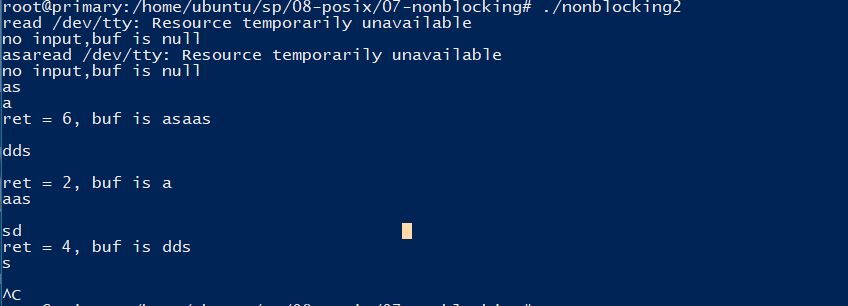 root@primary:/home/ubuntu/sp/08-posix/07-nonblocking# ./nonblocking2
read /dev/tty: Resource temporarily unavailable
no input,buf is null
asaread /dev/tty: Resource temporarily unavailable
no input,buf is null
as
a
ret = 6, buf is asaas
dds
ret = 2, buf is a
aas
sd
ret = 4, buf is dds
s
^C